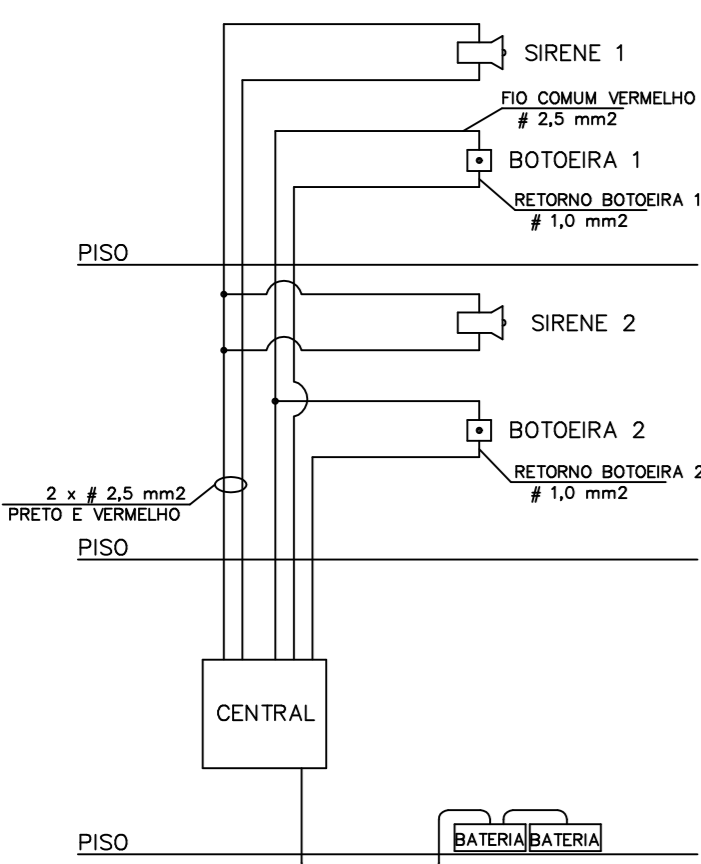 SIRENE 1
FIO COMUM VERMELHO
# 2,5 mm2
BOTOEIRA 1
RETORNO BOTOEIRA 1
# 1,0 mm2
PISO
SIRENE 2
BOTOEIRA 2
RETORNO BOTOEIRA 2
# 1,0 mm2
2 x # 2,5 mm2
PRETO E VERMELHO
PISO
CENTRAL
PISO
BATERIA BATERIA